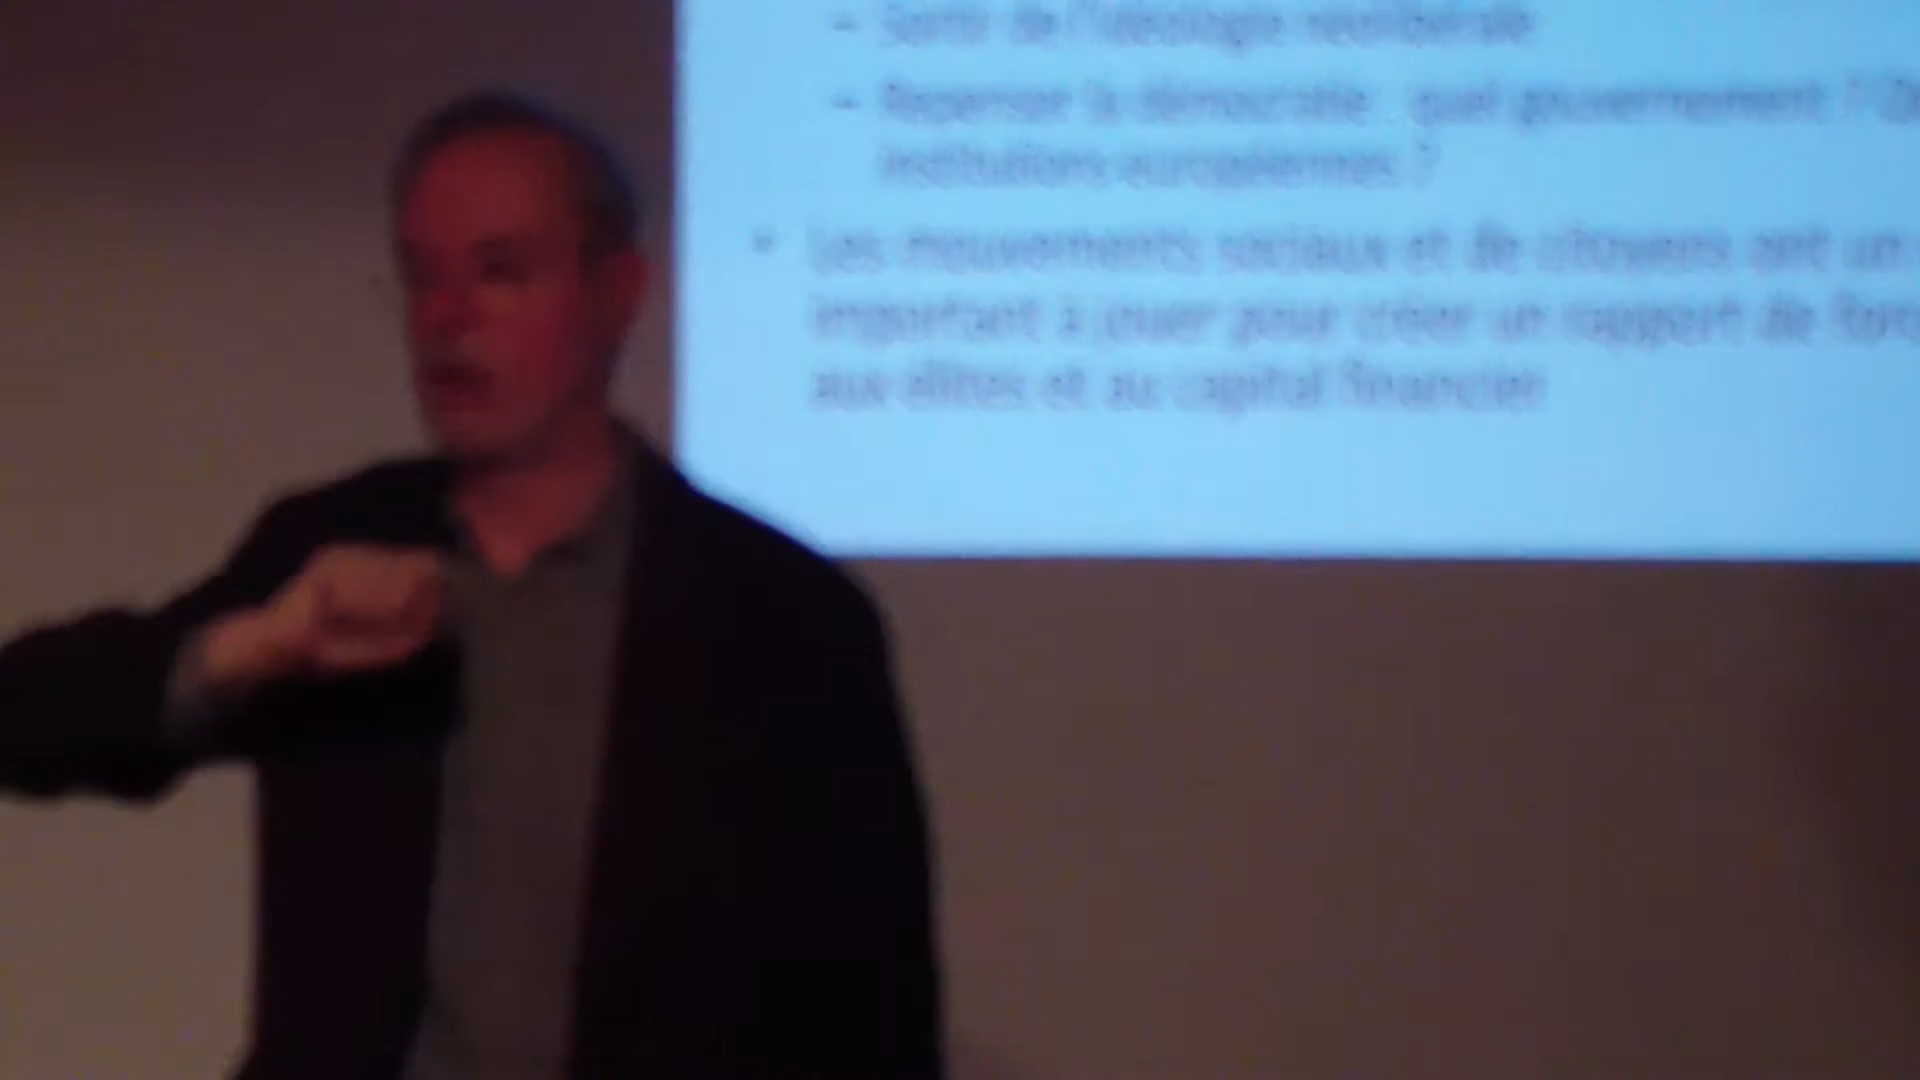 - Sortir de l'idéologie néolibérale
- Repenser la démocratie : quel gouvernement ?
institutions européennes ?
• Les mouvements sociaux et de citoyens ont un
important à jouer pour créer un rapport de
aux élites et au capital financier